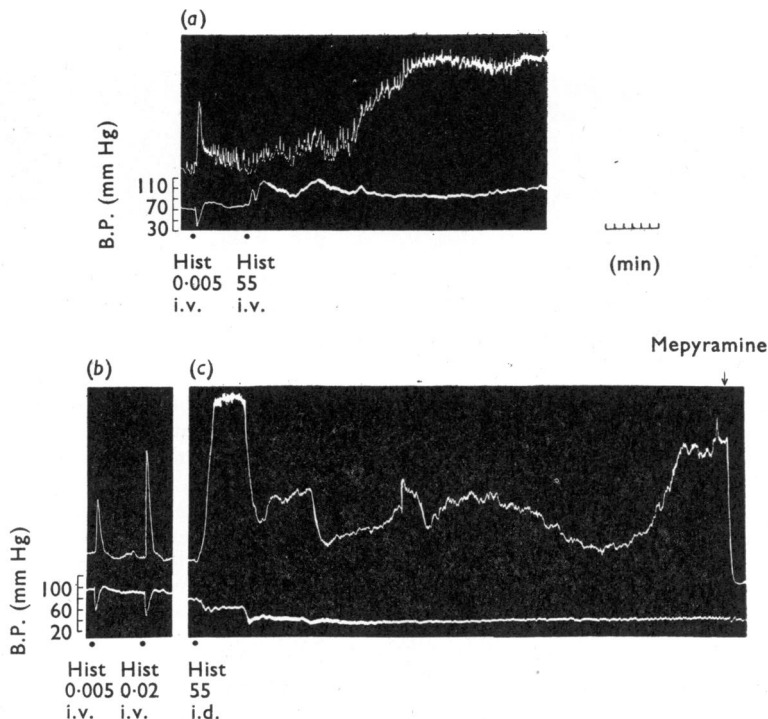 (a)
B.P. (mm Hg)
110
70
30
Hist Hist
0·005 55
i.v. i.v.
(min)
Mepyramine
(b) (c)
B.P. (mm Hg)
100
60
20
Hist Hist Hist
0·005 0·02 55
i.v. i.v. i.d.